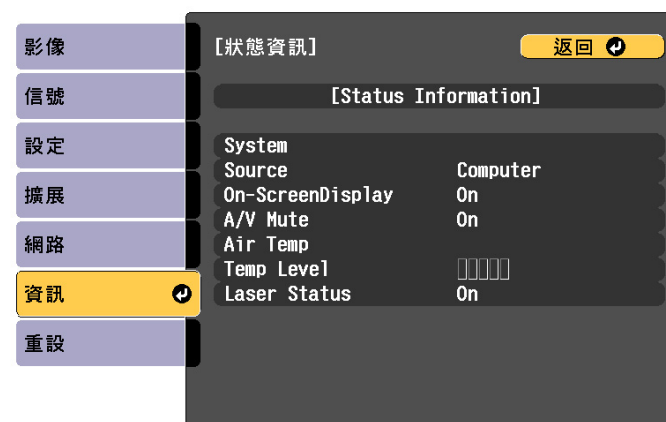 影像
信號
設定
擴展
網路
資訊
重設
[狀態資訊]
返回
[Status Information]
System
Source Computer
On-ScreenDisplay On
A/V Mute On
Air Temp
Temp Level
Laser Status On